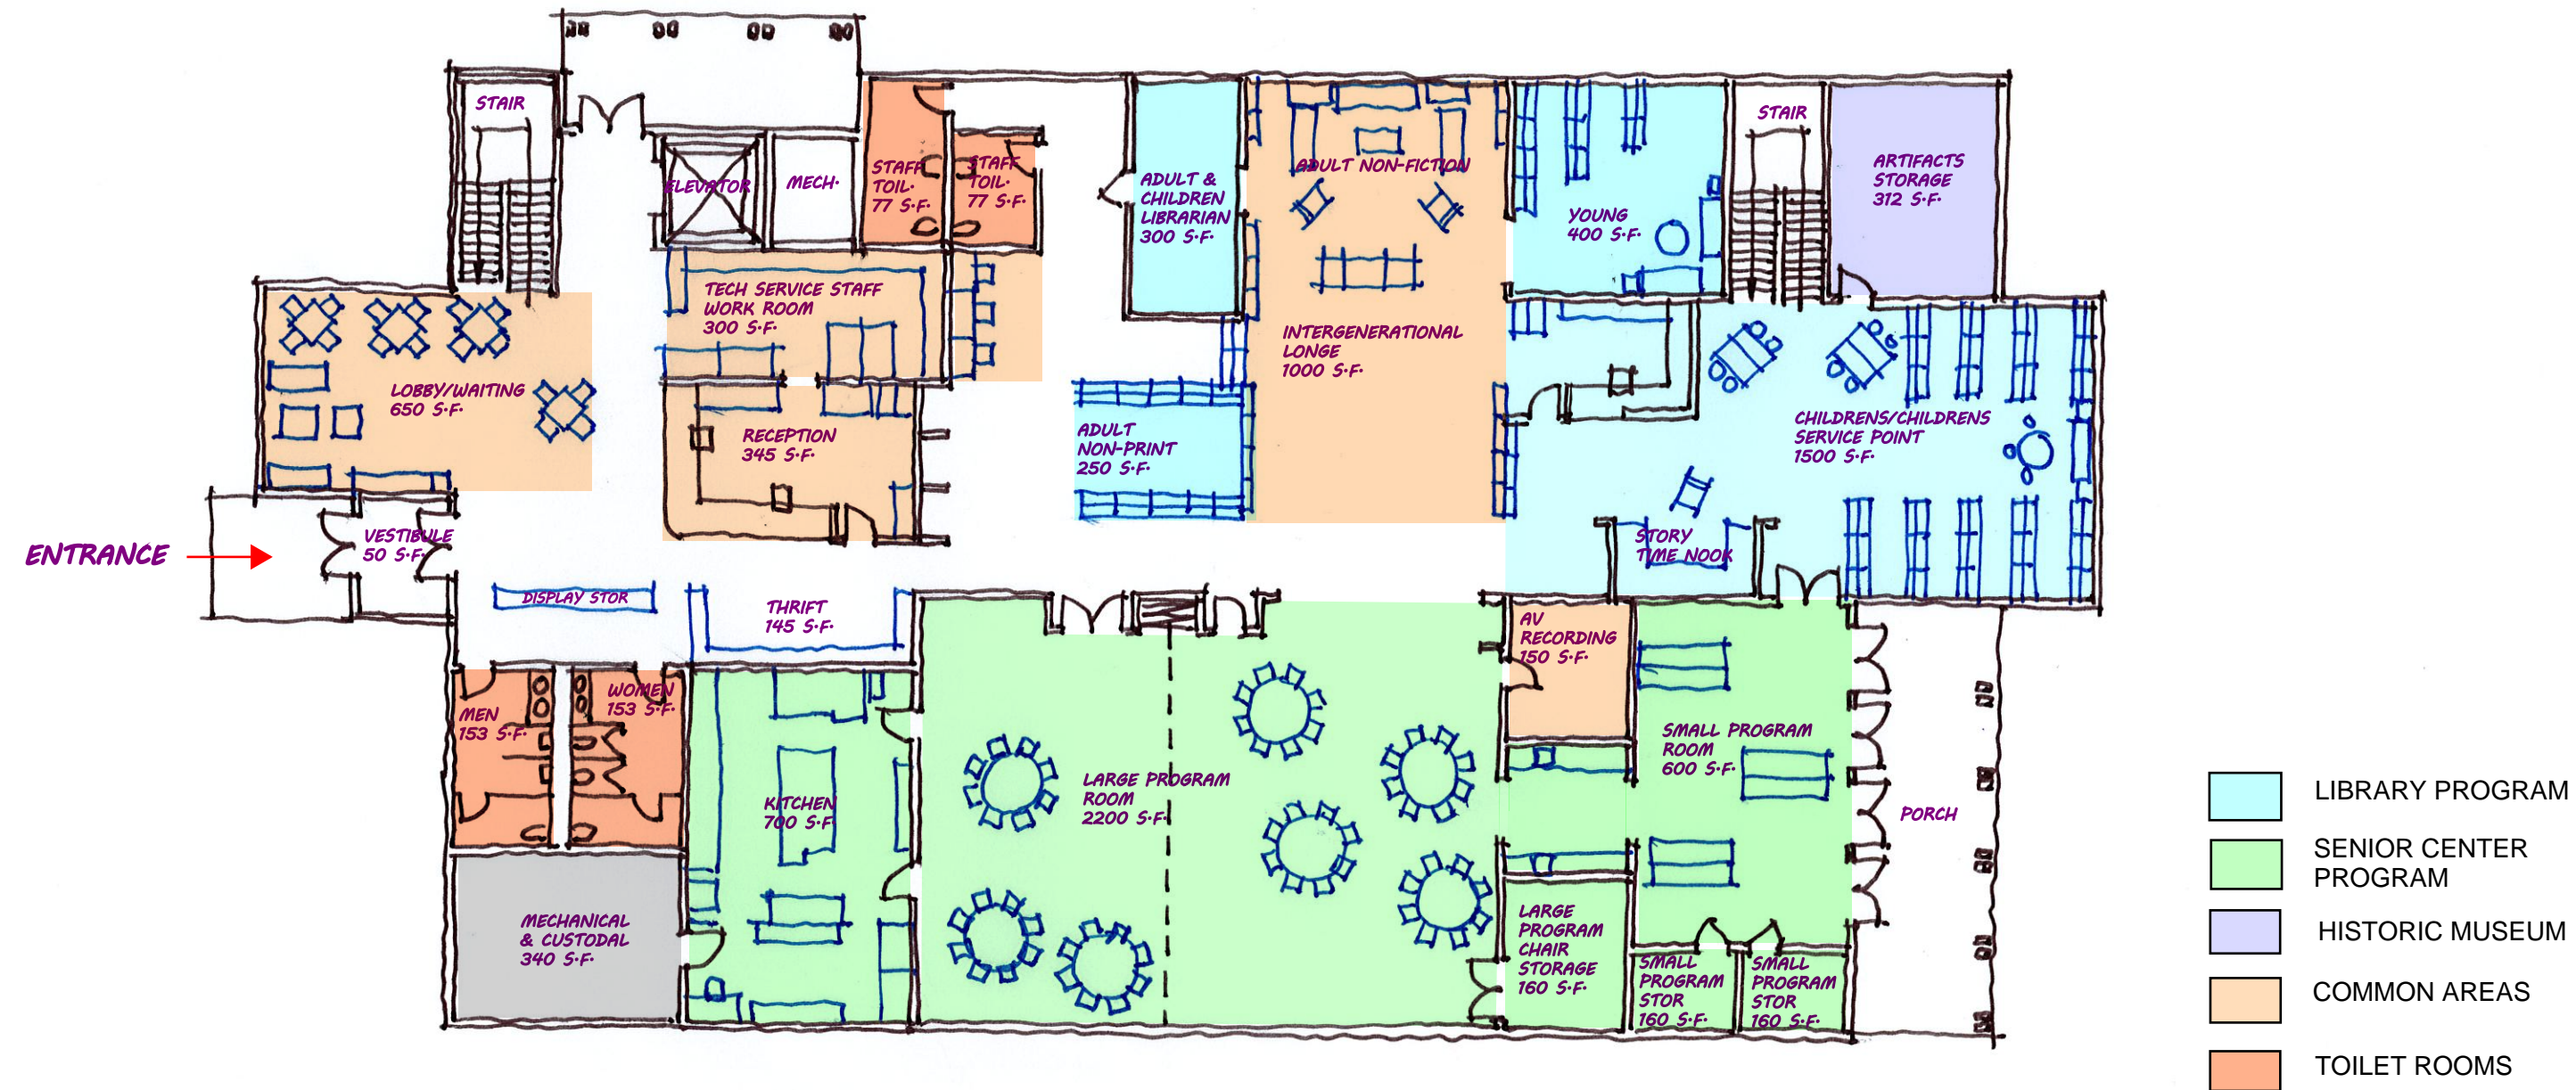 STAIR
STAIR
ELEVATOR
MECH.
STAFF
TOIL.
77 S.F.
STAFF
TOIL.
77 S.F.
ADULT &
CHILDREN
LIBRARIAN
300 S.F.
ADULT NON-FICTION
YOUNG
400 S.F.
ARTIFACTS
STORAGE
312 S.F.
TECH SERVICE STAFF
WORK ROOM
300 S.F.
INTERGENERATIONAL
LONGE
1000 S.F.
LOBBY/WAITING
650 S.F.
RECEPTION
345 S.F.
ADULT
NON-PRINT
250 S.F.
CHILDRENS/CHILDRENS
SERVICE POINT
1500 S.F.
ENTRANCE
VESTIBULE
50 S.F.
STORY
TIME NOOK
DISPLAY STOR
THRIFT
145 S.F.
AV
RECORDING
150 S.F.
MEN
153 S.F.
WOMEN
153 S.F.
KITCHEN
700 S.F.
LARGE PROGRAM
ROOM
2200 S.F.
SMALL PROGRAM
ROOM
600 S.F.
PORCH
MECHANICAL
& CUSTODAL
340 S.F.
LARGE
PROGRAM
CHAIR
STORAGE
160 S.F.
SMALL
PROGRAM
STOR
160 S.F.
SMALL
PROGRAM
STOR
160 S.F.
LIBRARY PROGRAM
SENIOR CENTER
PROGRAM
HISTORIC MUSEUM
COMMON AREAS
TOILET ROOMS